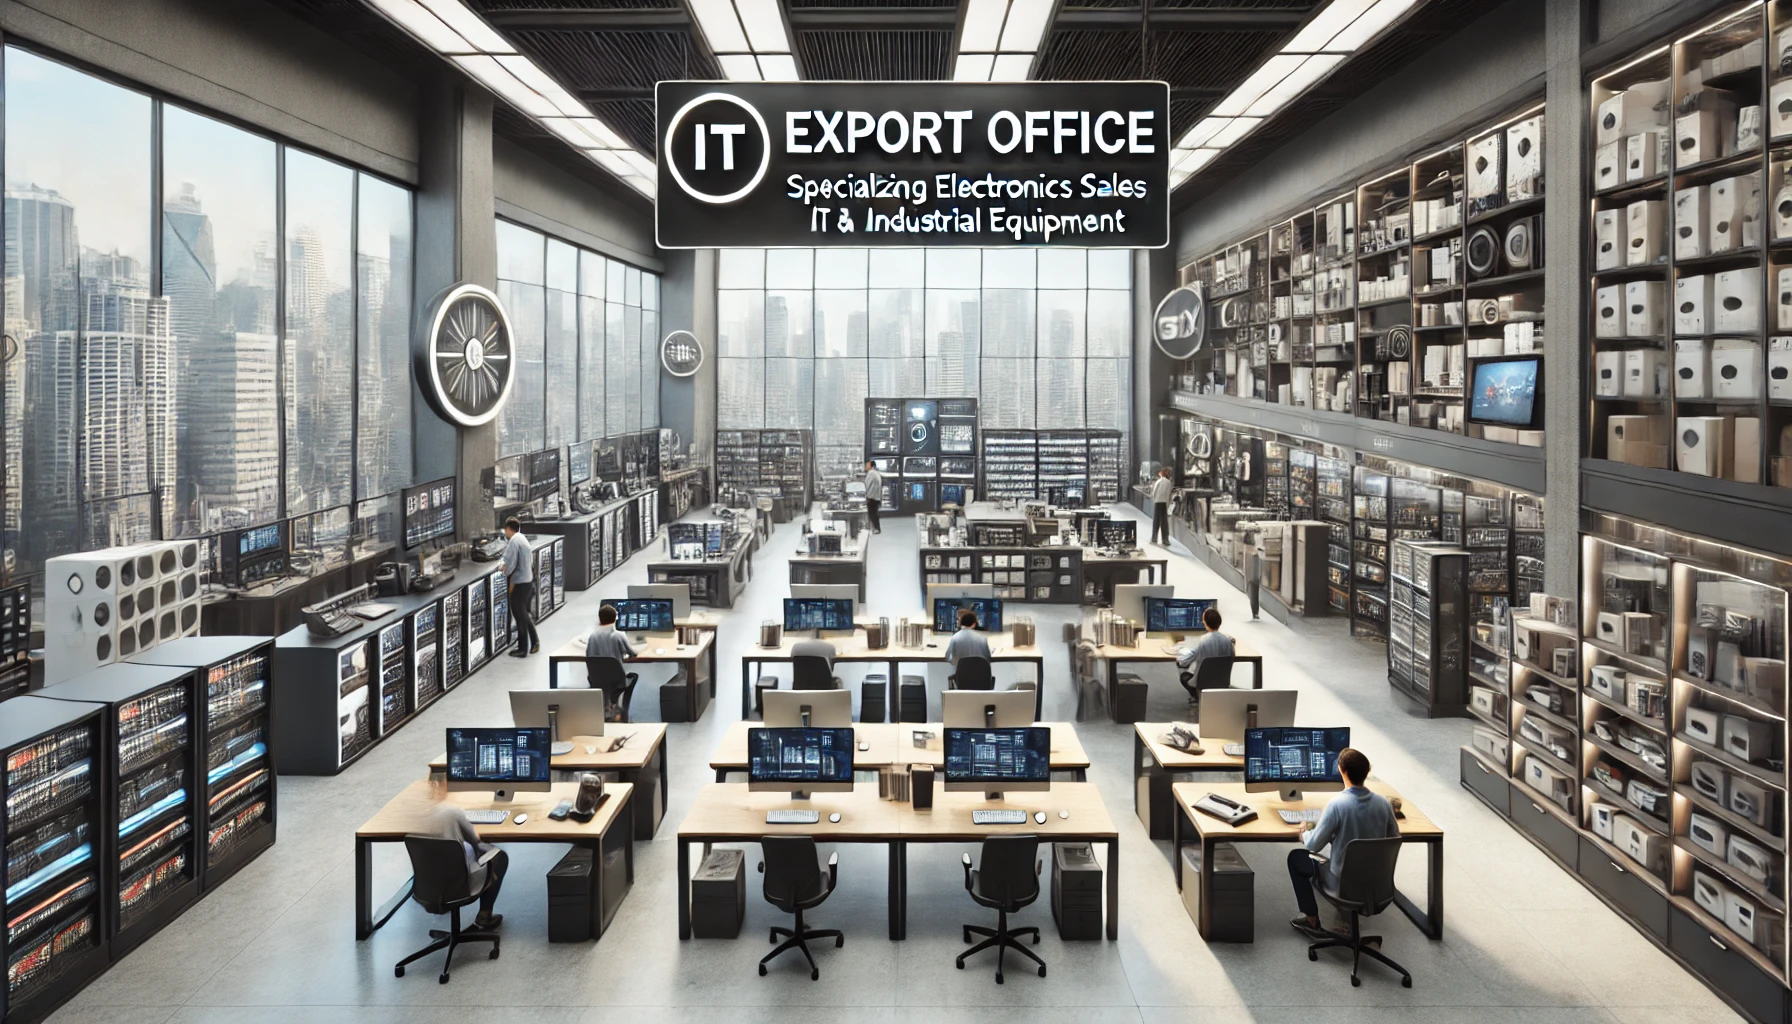 IT
EXPORT OFFICE
Specializing Electronics Sales
IT & Industrial Equipment